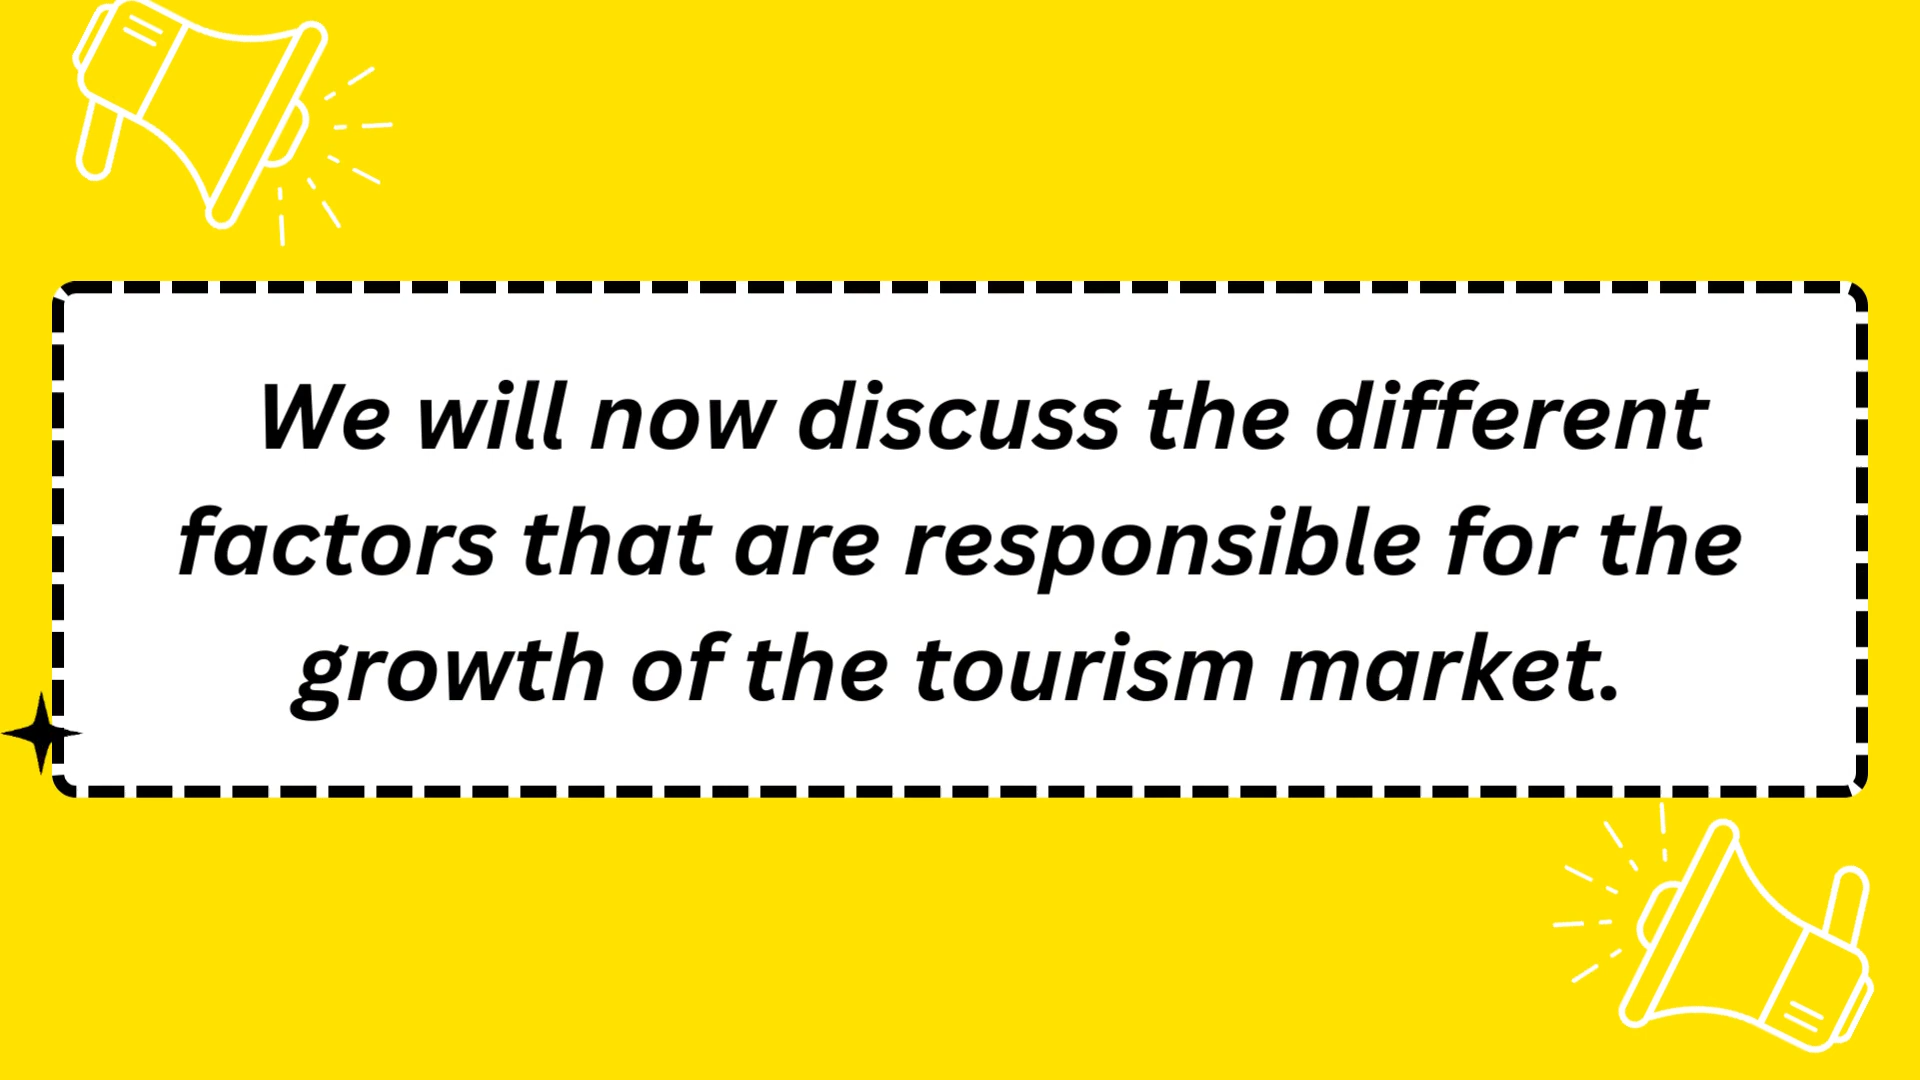 We will now discuss the different
factors that are responsible for the
growth of the tourism market.